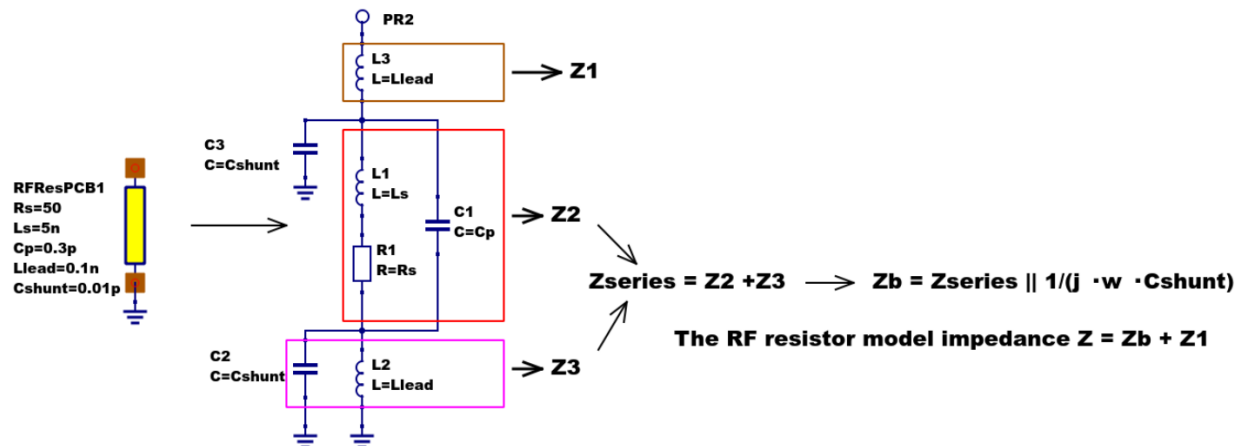 PR2
L3
L=Llead
Z1
C3
C=Cshunt
RFResPCB1
Rs=50
Ls=5n
Cp=0.3p
Llead=0.1n
Cshunt=0.01p
L1
L=Ls
C1
C=Cp
Z2
R1
R=Rs
Zseries = Z2 +Z3
Zb = Zseries || 1/(j ·w ·Cshunt)
The RF resistor model impedance Z = Zb + Z1
C2
C=Cshunt
L2
L=Llead
Z3